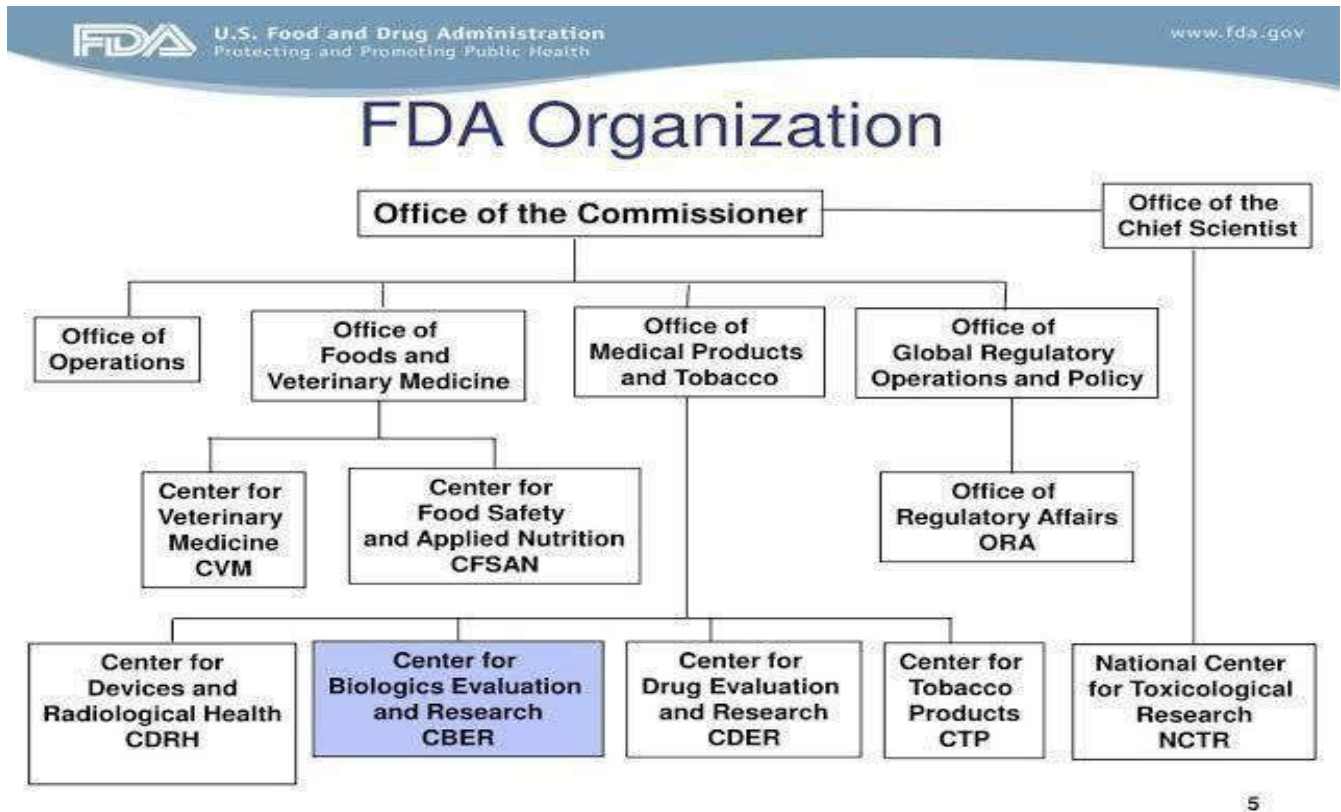 FDA
U.S. Food and Drug Administration
Protecting and Promoting Public Health
www.fda.gov
FDA Organization
Office of the Commissioner
Office of the
Chief Scientist
Office of
Operations
Office of
Foods and
Veterinary Medicine
Office of
Medical Products
and Tobacco
Office of
Global Regulatory
Operations and Policy
Center for
Veterinary
Medicine
CVM
Center for
Food Safety
and Applied Nutrition
CFSAN
Office of
Regulatory Affairs
ORA
Center for
Devices and
Radiological Health
CDRH
Center for
Biologics Evaluation
and Research
CBER
Center for
Drug Evaluation
and Research
CDER
Center for
Tobacco
Products
CTP
National Center
for Toxicological
Research
NCTR
5